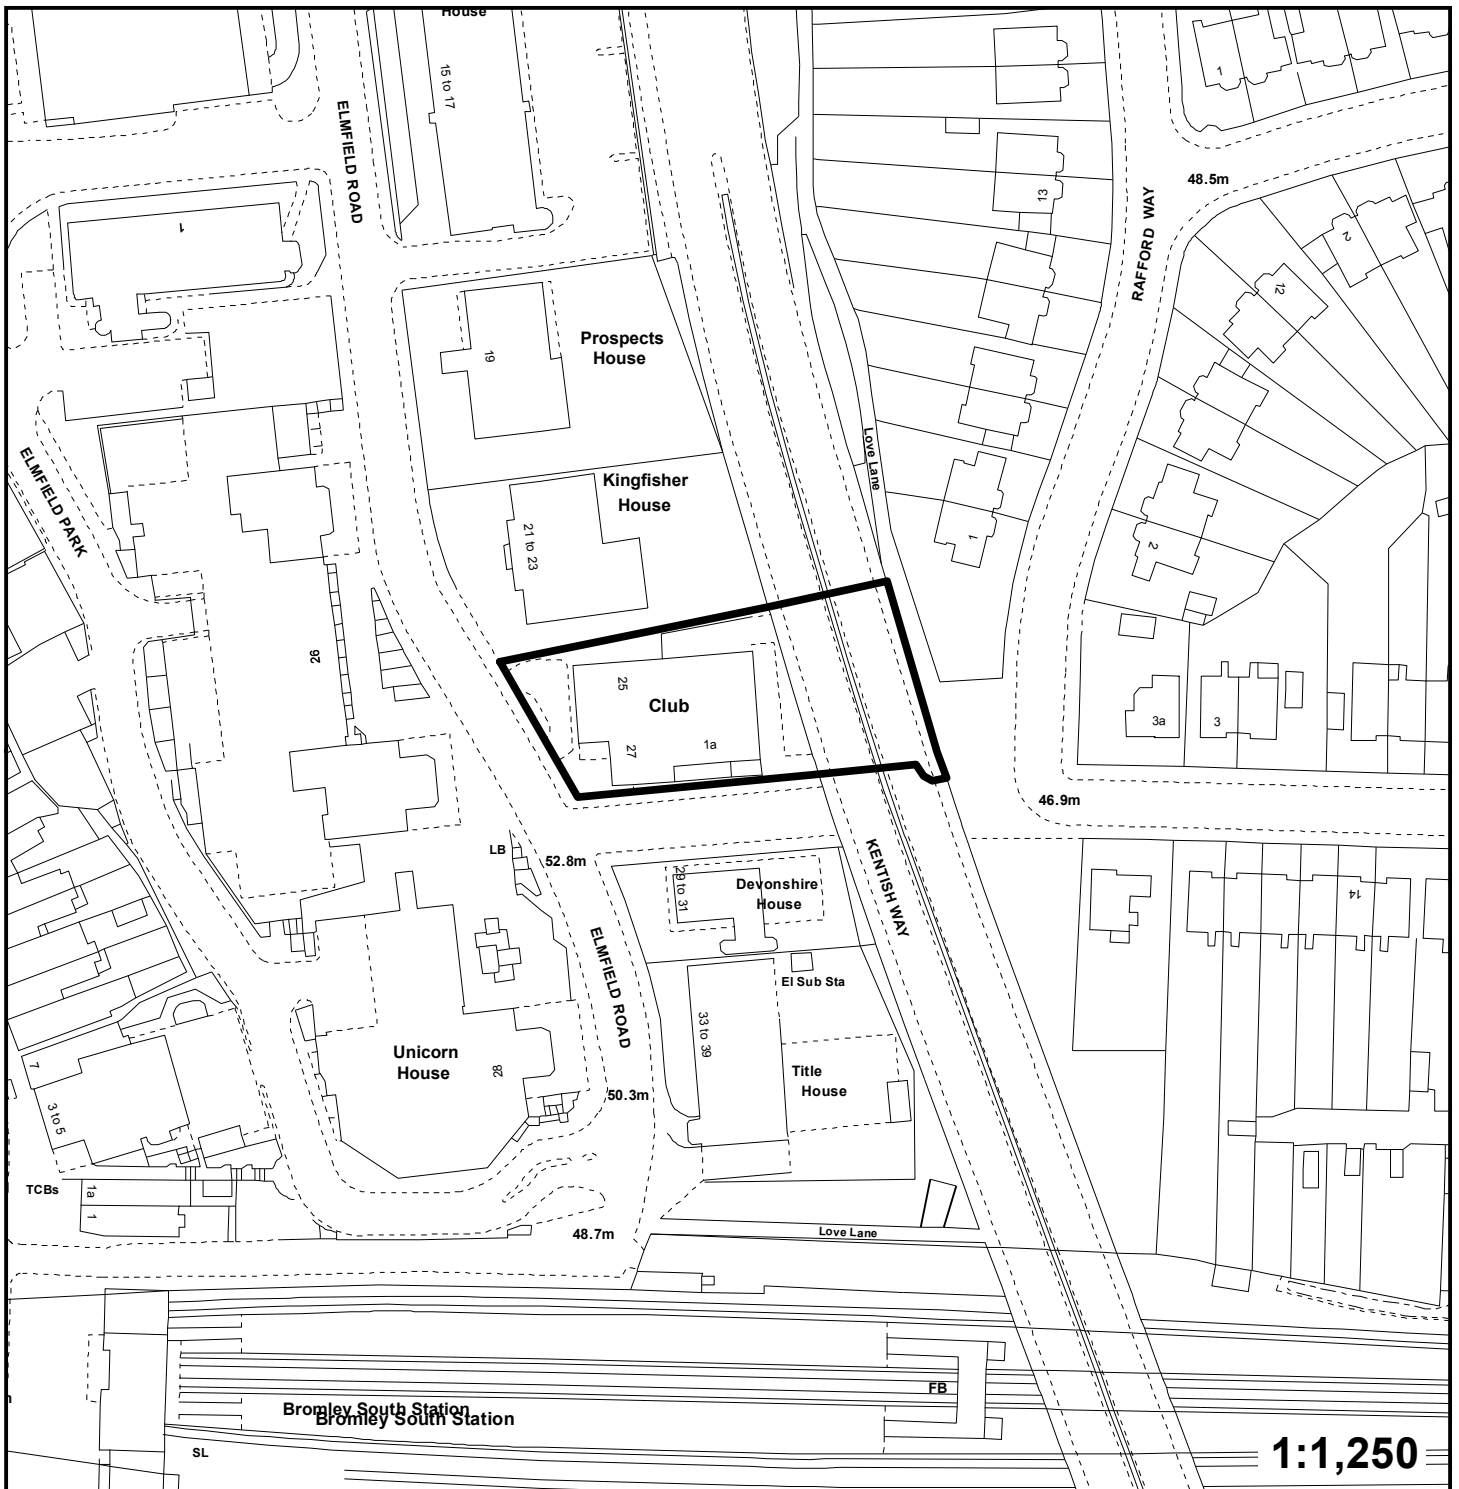 House
15 to 17
ELMFIELD ROAD
1
48.5m
13
RAFFORD WAY
1
2
12
Prospects
House
19
ELMFIELD PARK
Love Lane
Kingfisher
House
21 to 23
1
2
26
25
Club
27
1a
3a
3
46.9m
LB
52.8m
KENTISH WAY
29 to 31
Devonshire
House
14
ELMFIELD ROAD
El Sub Sta
33 to 39
Unicorn
House
28
Title
House
50.3m
7
3 to 5
TCBs
1a
1
48.7m
Love Lane
FB
Bromley South Station
Bromley South Station
SL
1:1,250